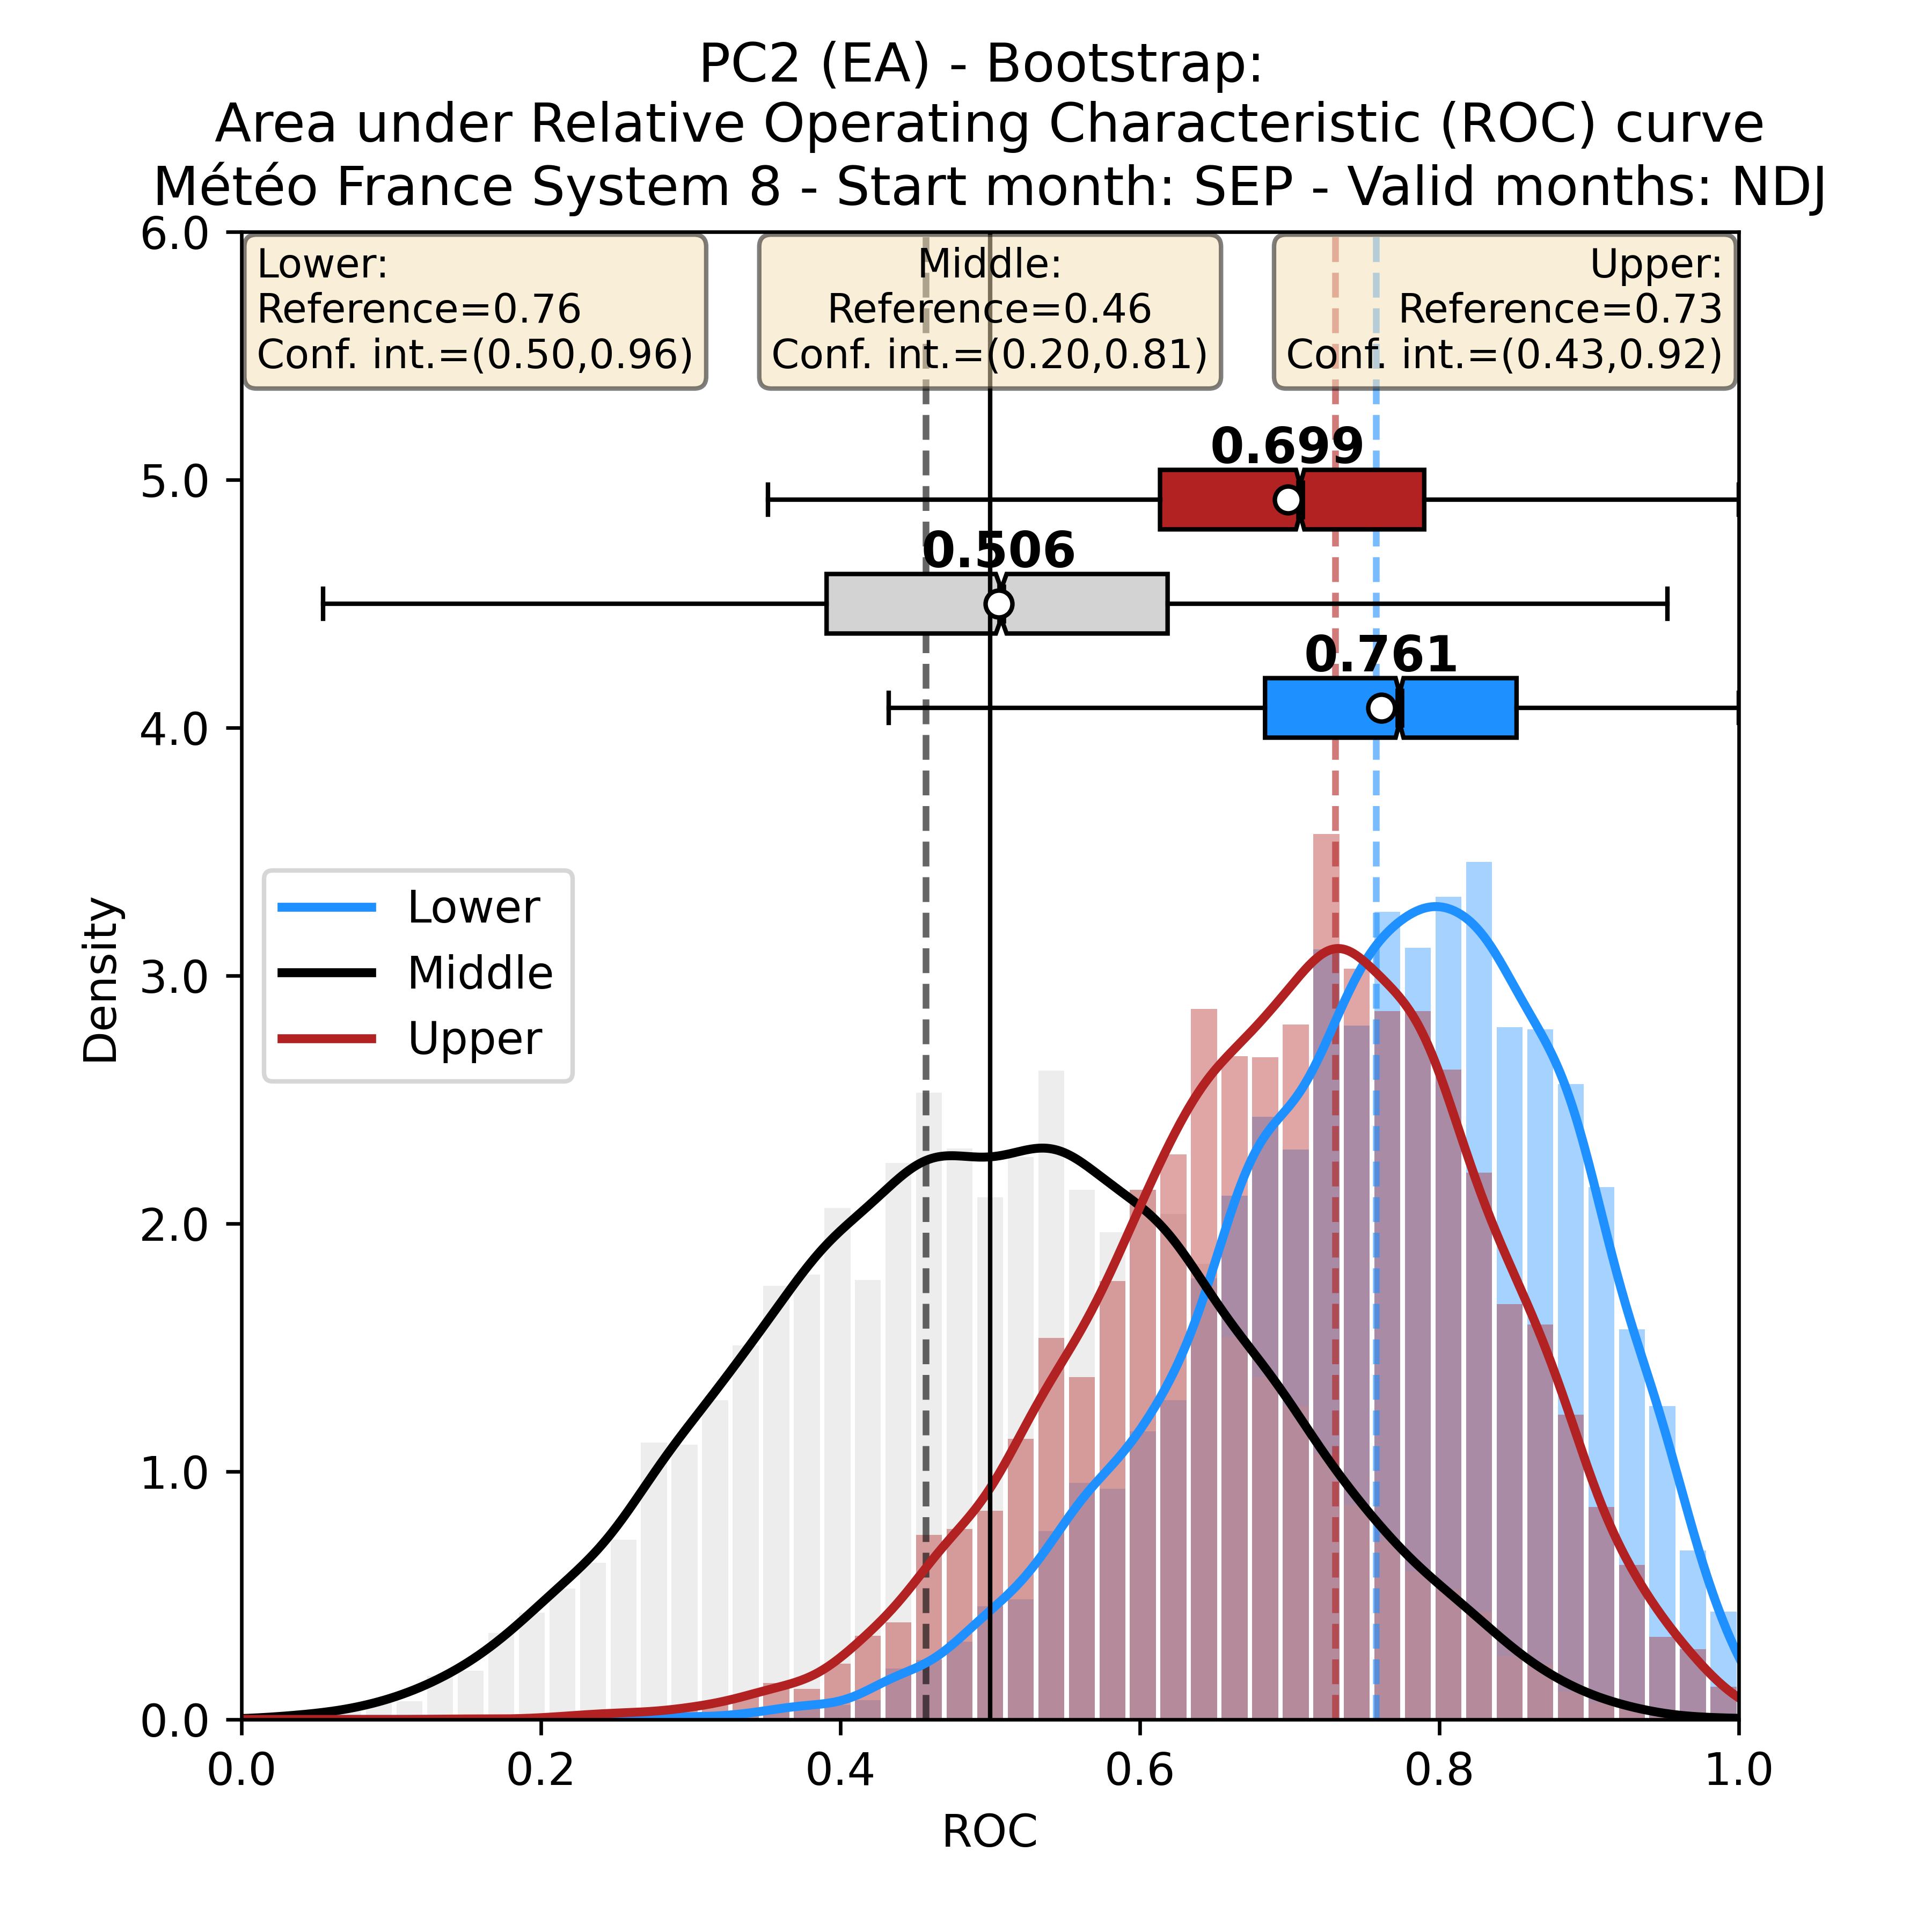 PC2 (EA) - Bootstrap:
Area under Relative Operating Characteristic (ROC) curve
Météo France System 8 - Start month: SEP - Valid months: NDJ
Lower:
Reference=0.76
Conf. int.=(0.50,0.96)
Middle:
Reference=0.46
Conf. int.=(0.20,0.81)
Upper:
Reference=0.73
Conf. int.=(0.43,0.92)
0.699
0.506
0.761
6.0
5.0
4.0
3.0
2.0
1.0
0.0
Density
Lower
Middle
Upper
0.0
0.2
0.4
0.6
0.8
1.0
ROC